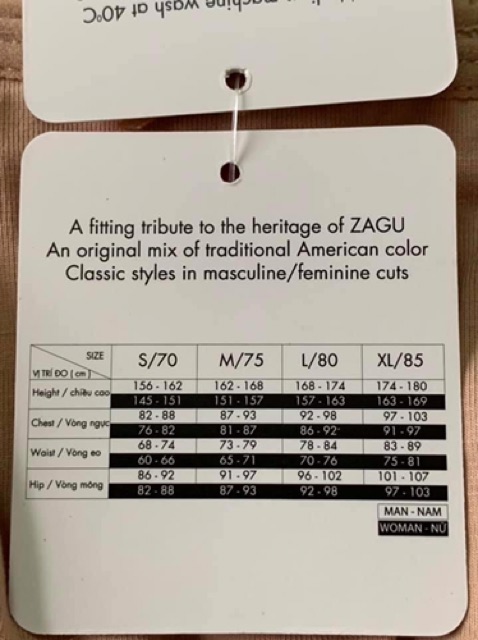 machine wash at 40°C
A fitting tribute to the heritage of ZAGU
An original mix of traditional American color
Classic styles in masculine/feminine cuts
SIZE
VỊ TRÍ ĐO (cm) S/70 M/75 L/80 XL/85
Height / chiều cao 156 - 162 162 - 168 168 - 174 174 - 180
145 - 151 151 - 157 157 - 163 163 - 169
Chest / Vòng ngực 82 - 88 87 - 93 92 - 98 97 - 103
76 - 82 81 - 87 86 - 92 91 - 97
Waist / Vòng eo 68 - 74 73 - 79 78 - 84 83 - 89
60 - 66 65 - 71 70 - 76 75 - 81
Hip / Vòng mông 86 - 92 91 - 97 96 - 102 101 - 107
82 - 88 87 - 93 92 - 98 97 - 103
MAN - NAM
WOMAN - NỮ